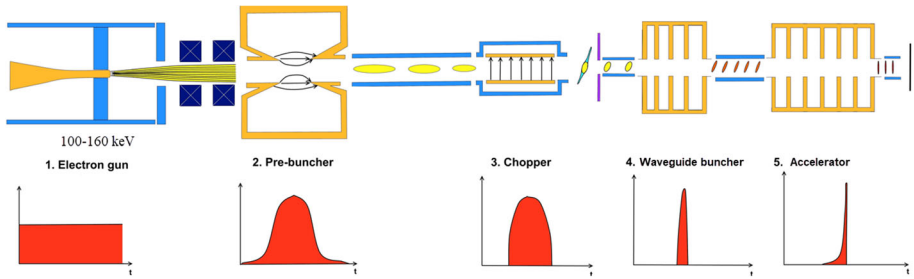 100-160 keV
1. Electron gun
2. Pre-buncher
3. Chopper
4. Waveguide buncher
5. Accelerator
t
t
t
t